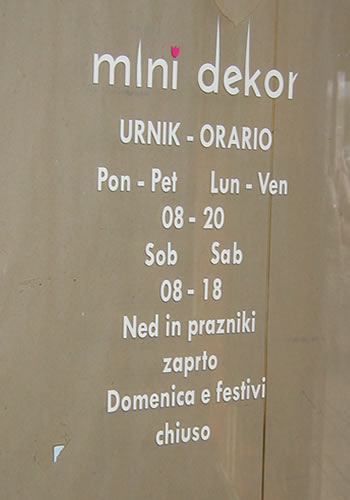 mini dekor
URNIK - ORARIO
Pon - Pet Lun - Ven
08 - 20
Sob Sab
08 - 18
Ned in prazniki
zaprto
Domenica e festivi
chiuso